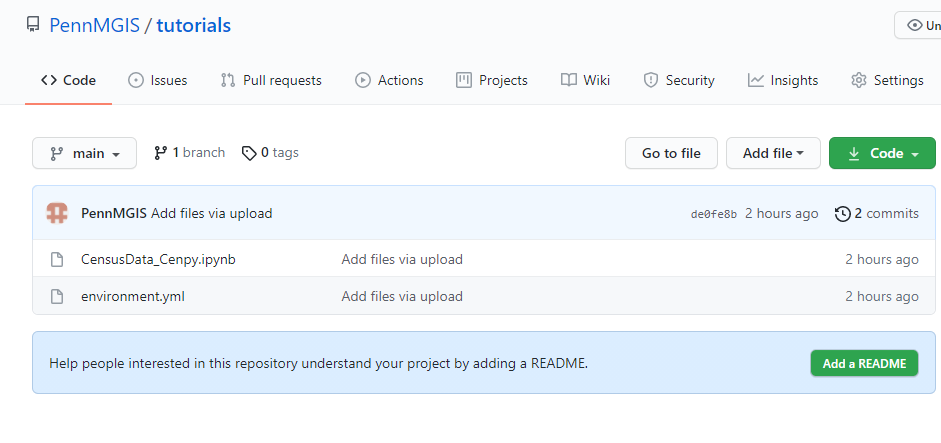 PennMGIS / tutorials
Un
Code Issues Pull requests Actions Projects Wiki Security Insights Settings
main 1 branch 0 tags Go to file Add file Code
PennMGIS Add files via upload de0fe8b 2 hours ago 2 commits
CensusData_Cenpy.ipynb Add files via upload 2 hours ago
environment.yml Add files via upload 2 hours ago
Help people interested in this repository understand your project by adding a README. Add a README